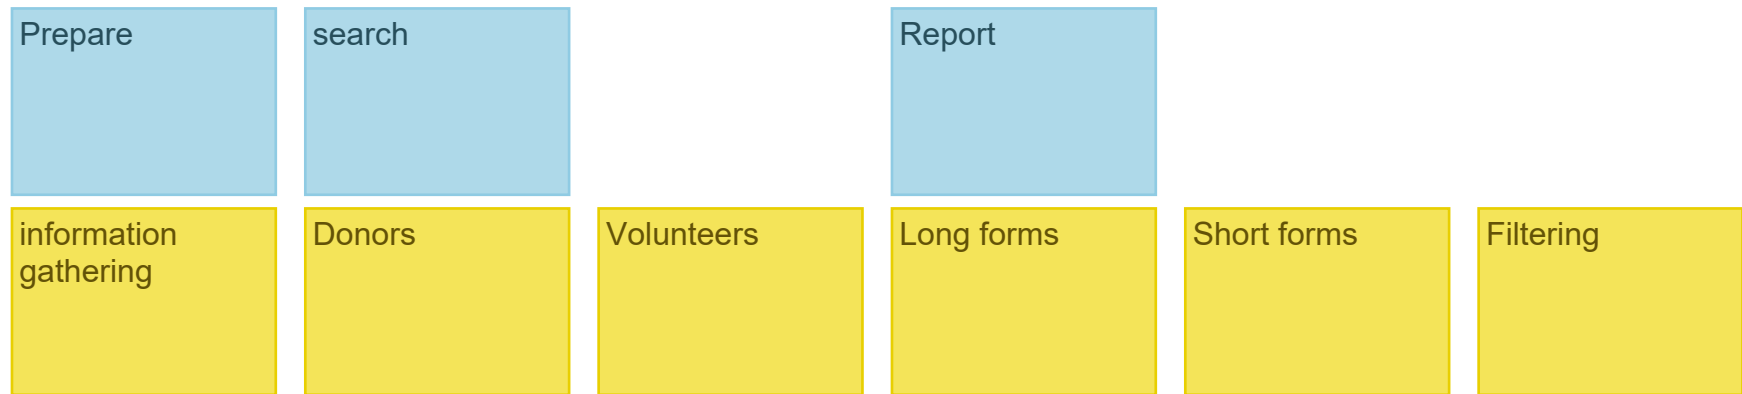 Prepare
search
Report
information
gathering
Donors
Volunteers
Long forms
Short forms
Filtering